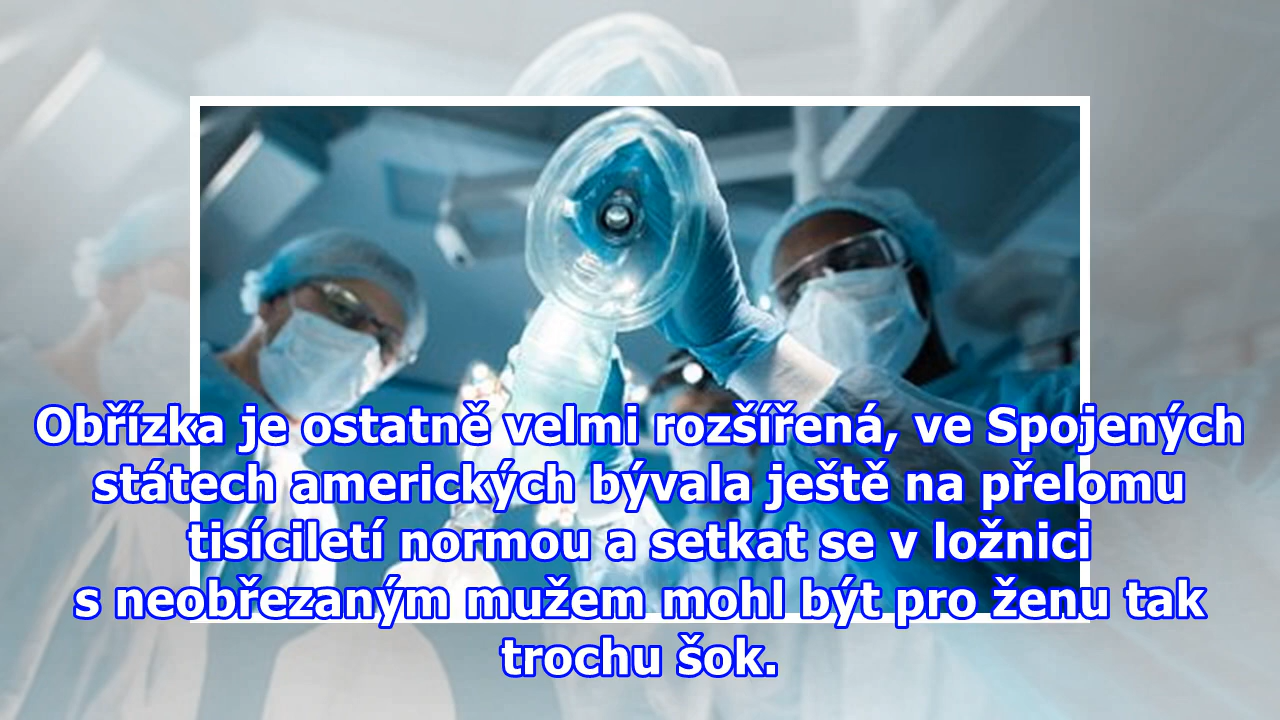 Obřízka je ostatně velmi rozšířená, ve Spojených
státech amerických bývala ještě na přelomu
tisíciletí normou a setkat se v ložnici
s neobřezaným mužem mohl být pro ženu tak
trochu šok.